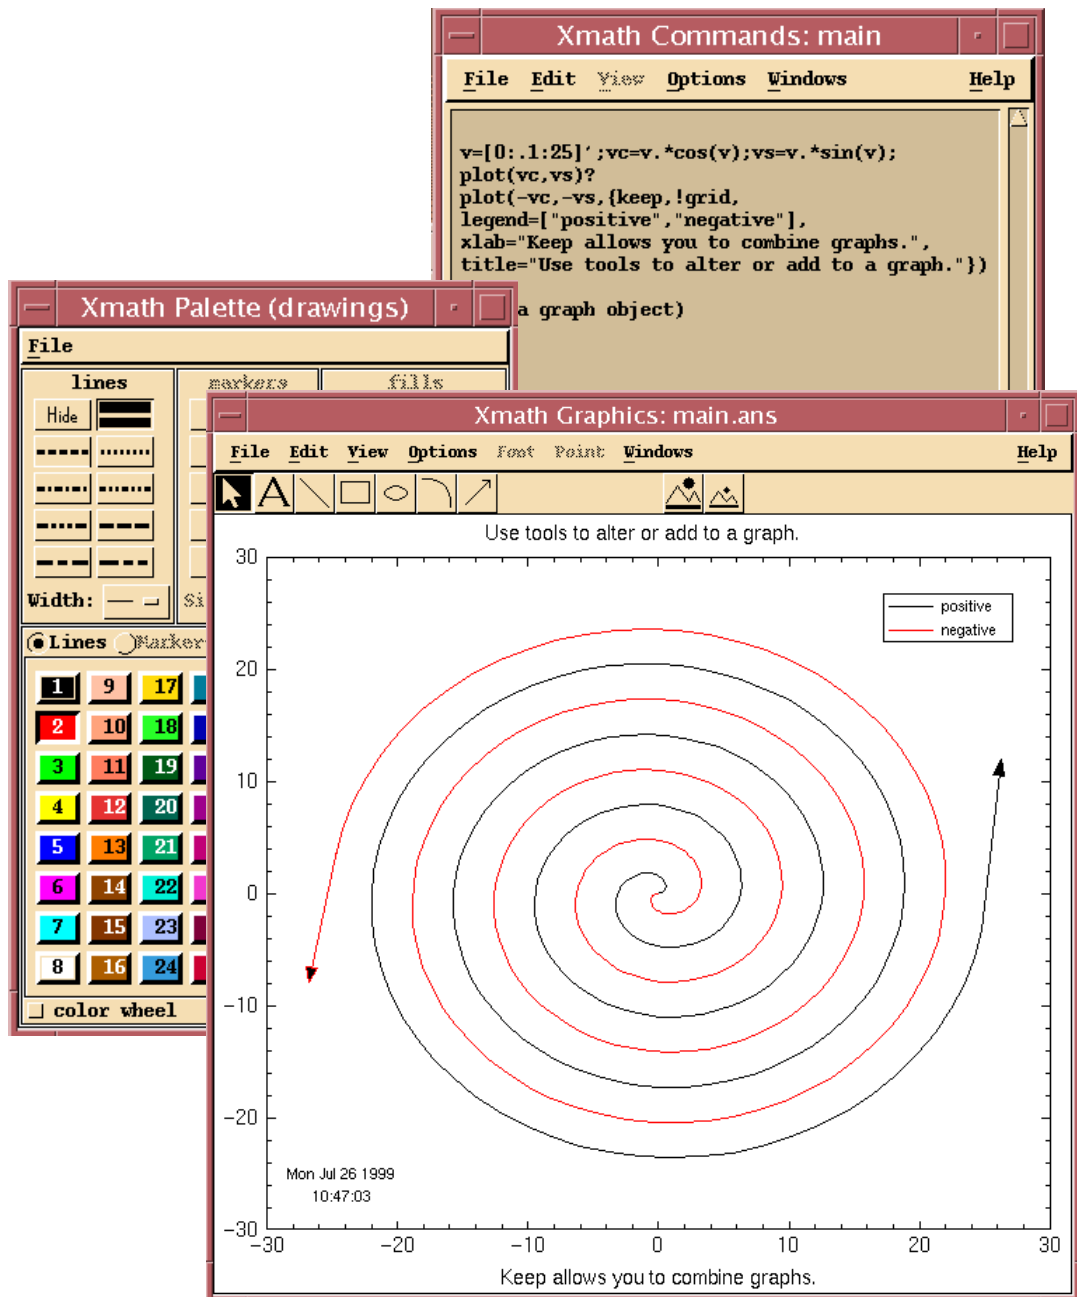 Xmath Commands: main
File Edit View Options Windows Help
v=[0:.1:25]';vc=v.*cos(v);vs=v.*sin(v);
plot(vc,vs)?
plot(-vc,-vs,{keep,!grid,
legend=["positive","negative"],
xlab="Keep allows you to combine graphs.",
title="Use tools to alter or add to a graph."})
a graph object)
Xmath Palette (drawings)
File
lines markers fills
Hide
Width: Si
Lines Marker
1 9 17
2 10 18
3 11 19
4 12 20
5 13 21
6 14 22
7 15 23
8 16 24
color wheel
Xmath Graphics: main.ans
File Edit View Options Font Point Windows Help
A
Use tools to alter or add to a graph.
30
20
10
0
-10
-20
-30
positive
negative
Mon Jul 26 1999
10:47:03
-30 -20 -10 0 10 20 30
Keep allows you to combine graphs.